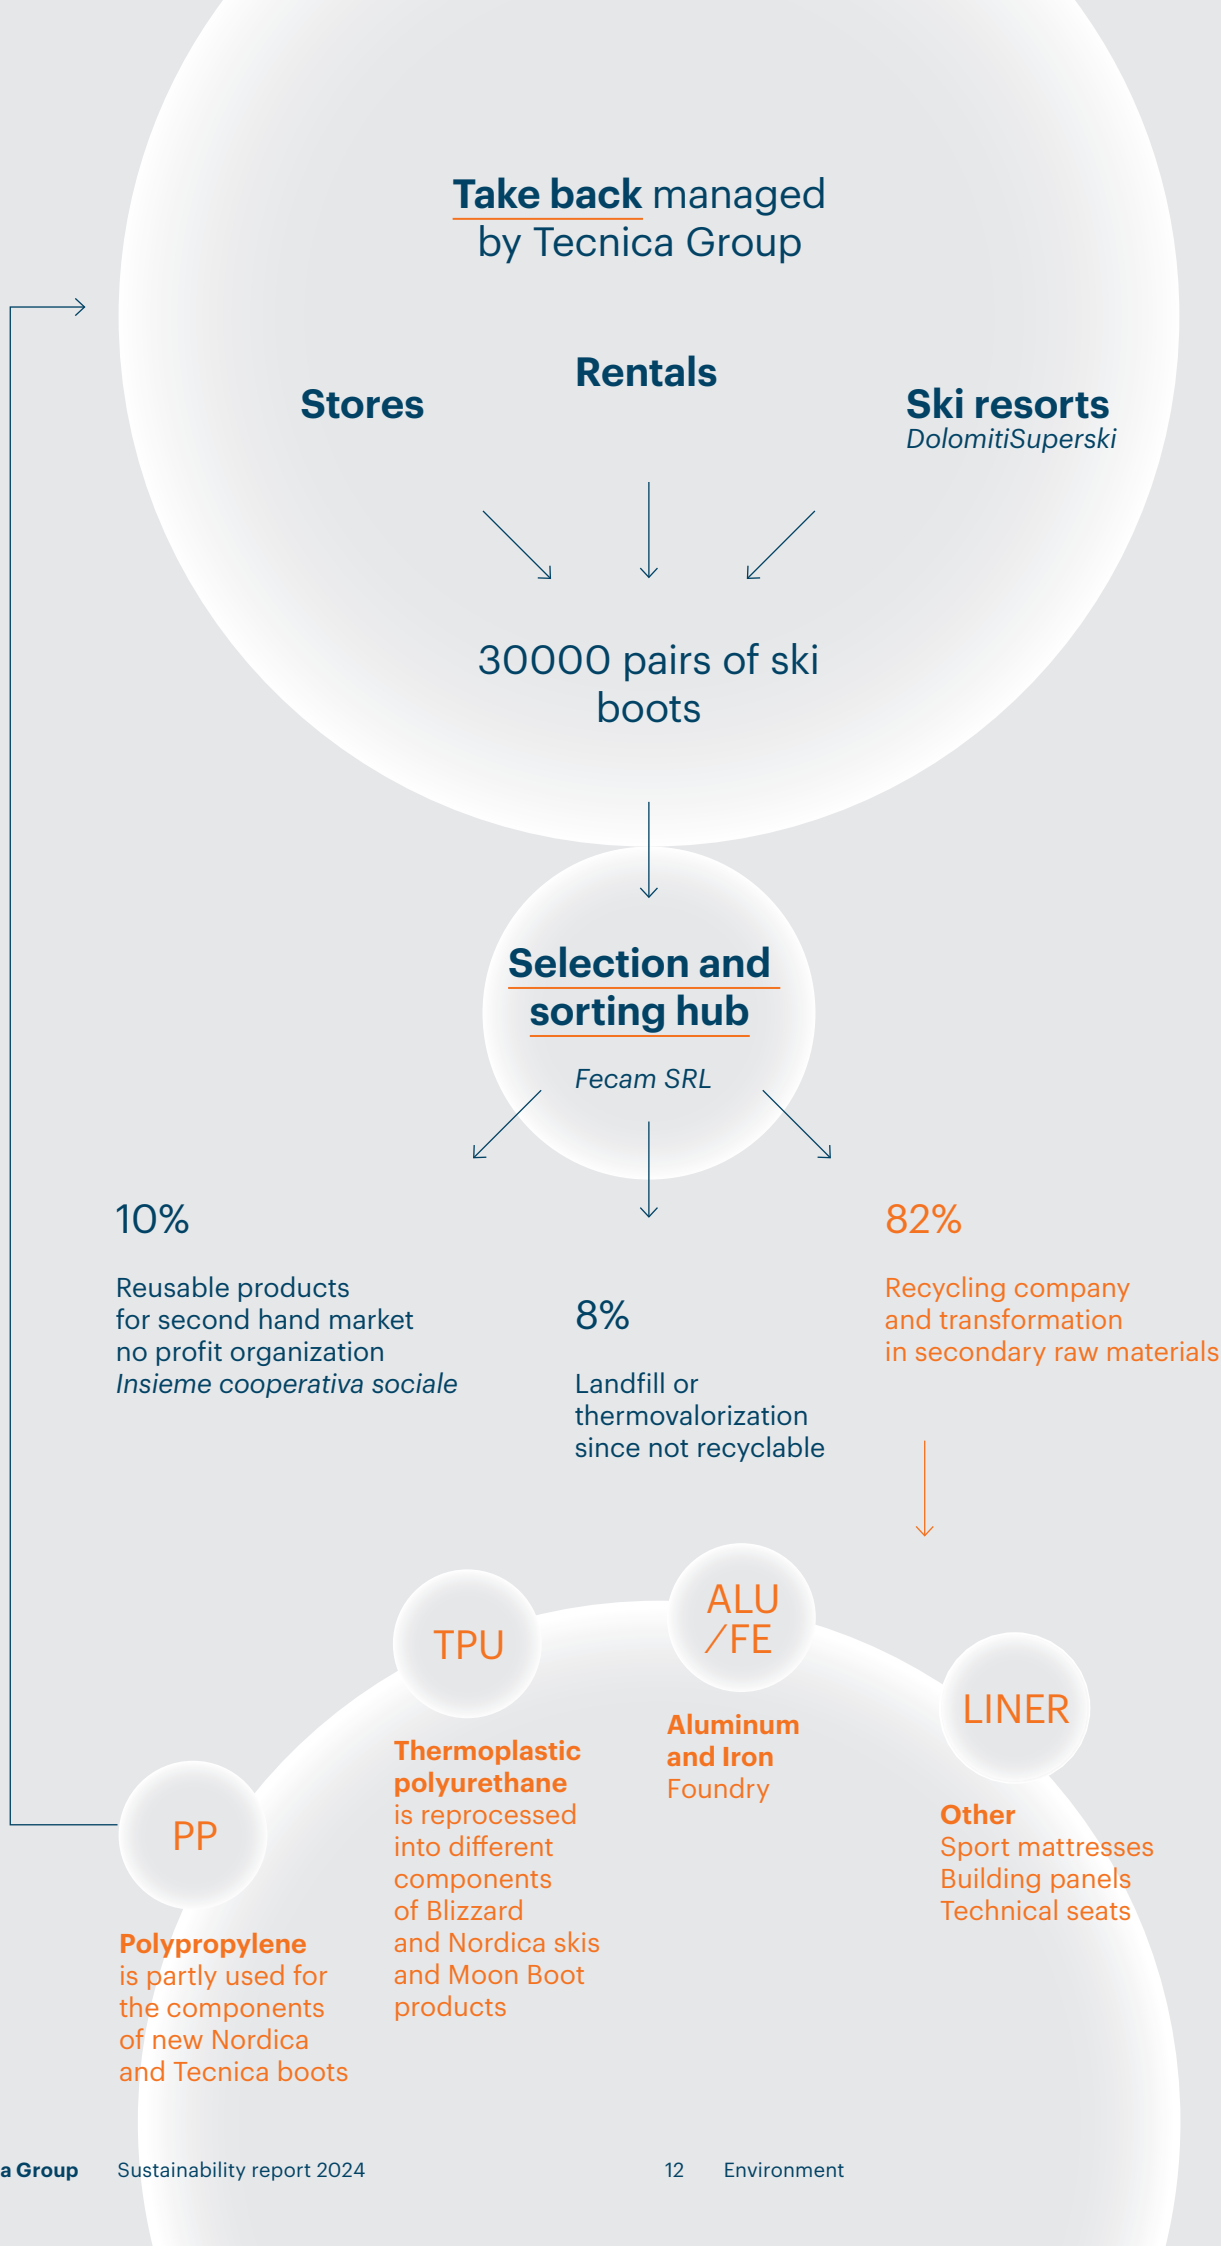 Take back managed
by Tecnica Group
Stores
Rentals
Ski resorts
DolomitiSuperski
30000 pairs of ski
boots
Selection and
sorting hub
Fecam SRL
10%
Reusable products
for second hand market
no profit organization
Insieme cooperativa sociale
8%
Landfill or
thermovalorization
since not recyclable
82%
Recycling company
and transformation
in secondary raw materials
PP
Polypropylene
is partly used for
the components
of new Nordica
and Tecnica boots
TPU
Thermoplastic
polyurethane
is reprocessed
into different
components
of Blizzard
and Nordica skis
and Moon Boot
products
ALU
/FE
Aluminum
and Iron
Foundry
LINER
Other
Sport mattresses
Building panels
Technical seats
a Group Sustainability report 2024 12 Environment